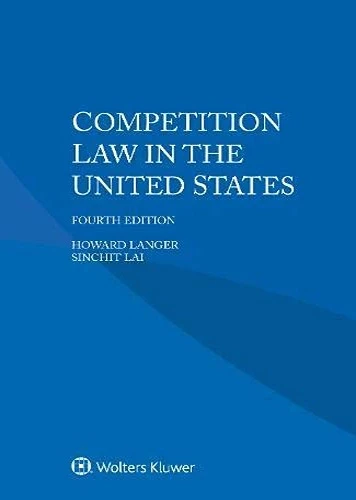 COMPETITION
LAW IN THE
UNITED STATES
FOURTH EDITION
HOWARD LANGER
SINCHIT LAI
Wolters Kluwer